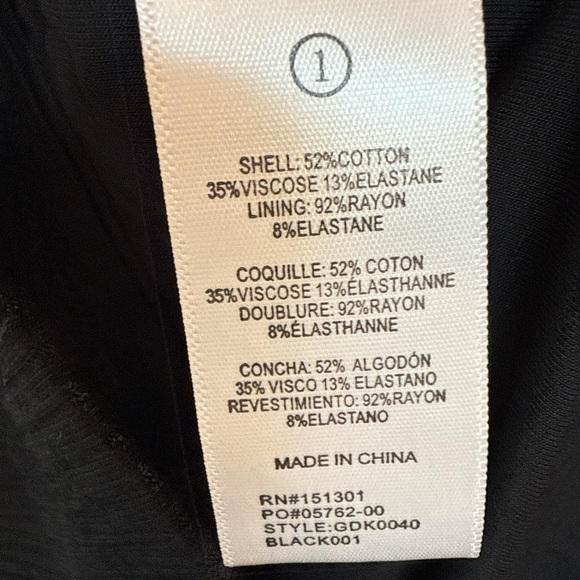 1
SHELL: 52%COTTON
35%VISCOSE 13%ELASTANE
LINING: 92%RAYON
8%ELASTANE
COQUILLE: 52% COTON
35%VISCOSE 13%ÉLASTHANNE
DOUBLURE: 92%RAYON
8%ÉLASTHANNE
CONCHA: 52% ALGODÓN
35% VISCO 13% ELASTANO
REVESTIMIENTO: 92%RAYON
8%ELASTANO
MADE IN CHINA
RN#151301
PO#05762-00
STYLE:GDK0040
BLACK001